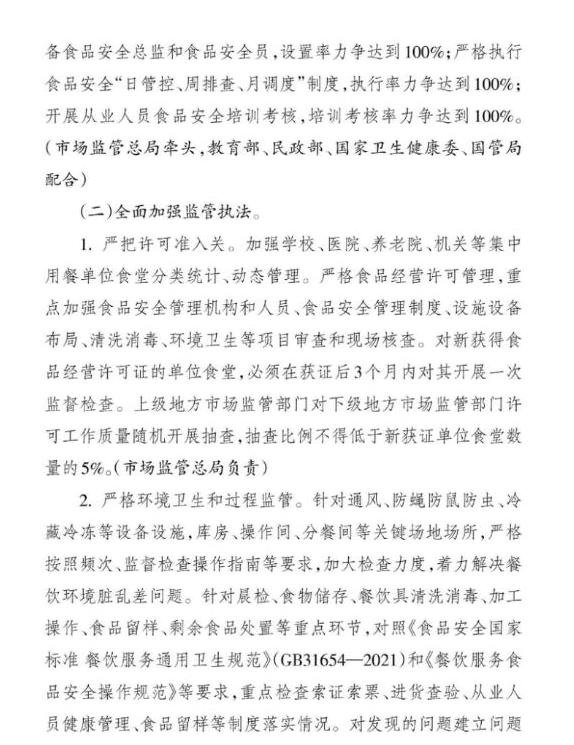 备食品安全总监和食品安全员,设置率力争达到100%;严格执行
食品安全“日管控、周排查、月调度”制度,执行率力争达到100%;
开展从业人员食品安全培训考核,培训考核率力争达到100%。
(市场监管总局牵头,教育部、民政部、国家卫生健康委、国管局
配合)
(二)全面加强监管执法。
1. 严把许可准入关。加强学校、医院、养老院、机关等集中
用餐单位食堂分类统计、动态管理。严格食品经营许可管理,重
点加强食品安全管理机构和人员、食品安全管理制度、设施设备
布局、清洗消毒、环境卫生等项目审查和现场核查。对新获得食
品经营许可证的单位食堂,必须在获证后3个月内对其开展一次
监督检查。上级地方市场监管部门对下级地方市场监管部门许
可工作质量随机开展抽查,抽查比例不得低于新获证单位食堂数
量的5%。(市场监管总局负责)
2. 严格环境卫生和过程监管。针对通风、防蝇防鼠防虫、冷
藏冷冻等设备设施,库房、操作间、分餐间等关键场地场所,严格
按照频次、监督检查操作指南等要求,加大检查力度,着力解决餐
饮环境脏乱差问题。针对晨检、食物储存、餐饮具清洗消毒、加工
操作、食品留样、剩余食品处置等重点环节,对照《食品安全国家
标准 餐饮服务通用卫生规范》(GB31654—2021)和《餐饮服务食
品安全操作规范》等要求,重点检查索证索票、进货查验、从业人
员健康管理、食品留样等制度落实情况。对发现的问题建立问题